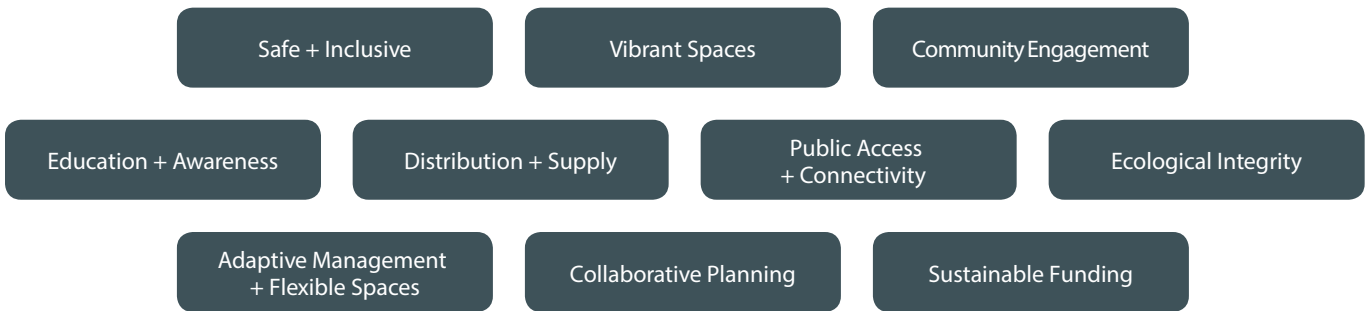 Safe + Inclusive
Vibrant Spaces
Community Engagement
Education + Awareness
Distribution + Supply
Public Access
+ Connectivity
Ecological Integrity
Adaptive Management
+ Flexible Spaces
Collaborative Planning
Sustainable Funding